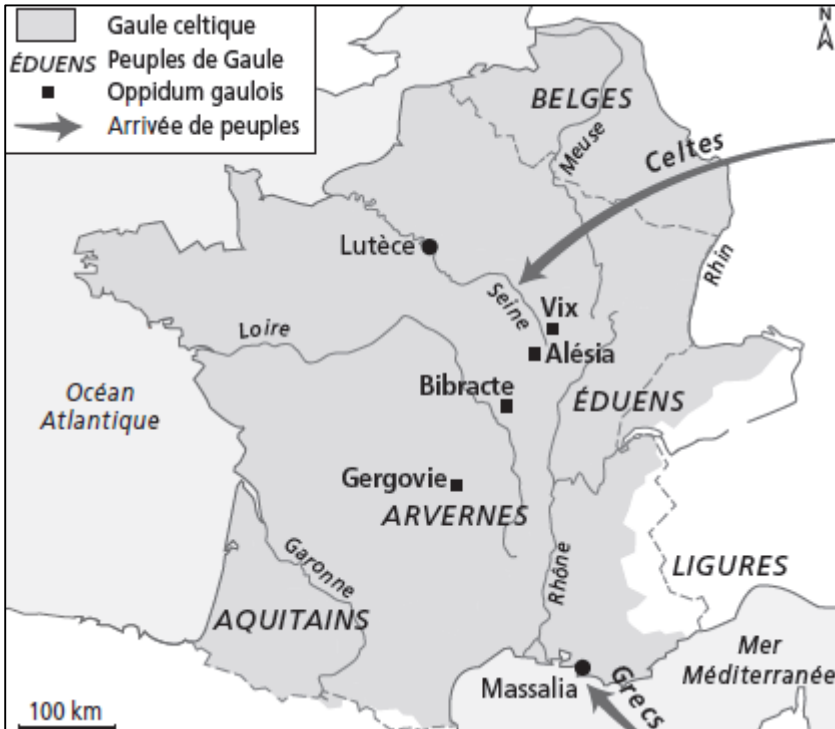 Gaule celtique
ÉDUENS Peuples de Gaule
Oppidum gaulois
Arrivée de peuples
N
BELGES
Meuse
Celtes
Lutèce
Rhin
Seine
Vix
Loire
Alésia
Bibracte
Océan
Atlantique
ÉDUENS
Gergovie
ARVERNES
Garonne
Rhône
LIGURES
AQUITAINS
Mer
Méditerranée
Massalia
Grecs
100 km